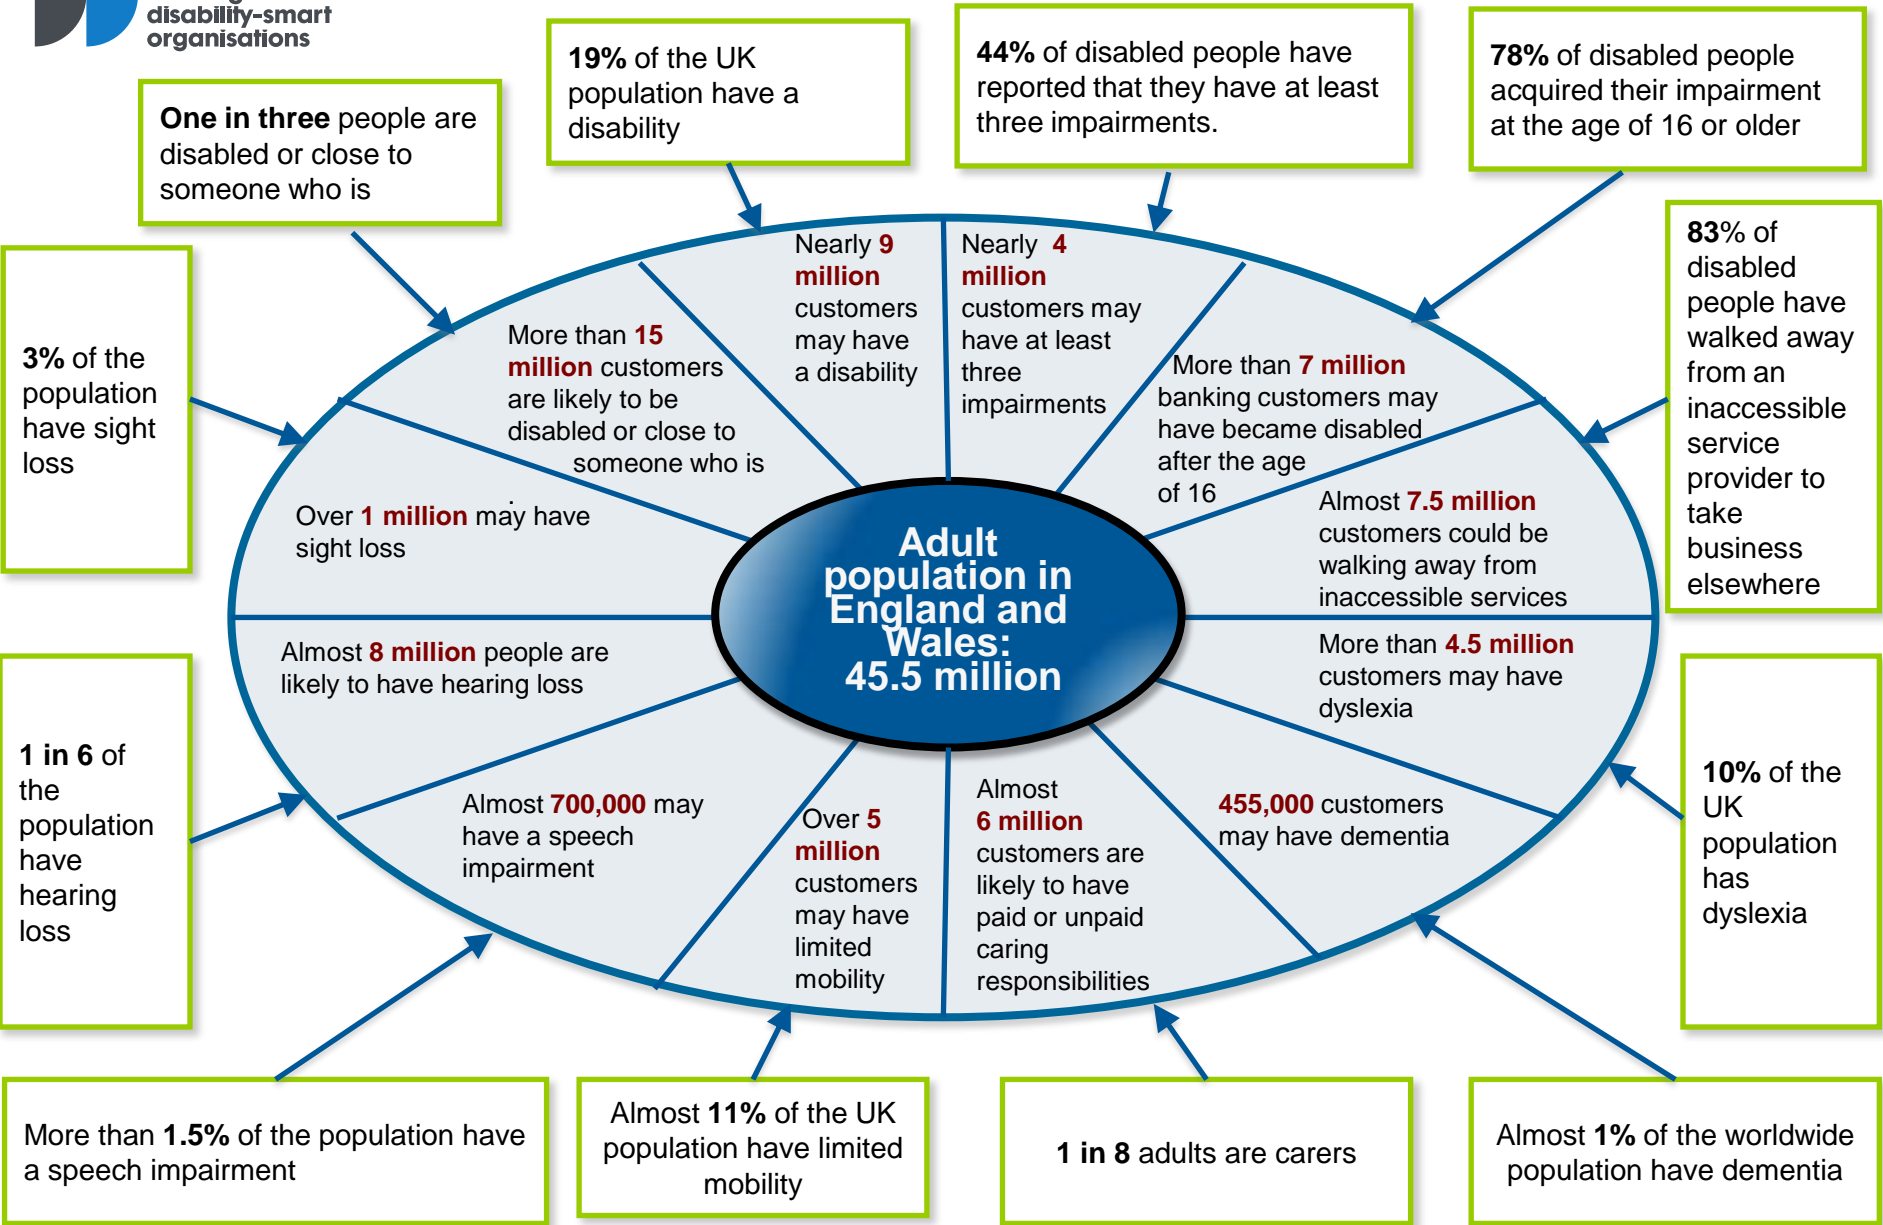 disability-smart
organisations
19% of the UK
population have a
disability
44% of disabled people have
reported that they have at least
three impairments.
78% of disabled people
acquired their impairment
at the age of 16 or older
One in three people are
disabled or close to
someone who is
83% of
disabled
people have
walked away
from an
inaccessible
service
provider to
take
business
elsewhere
3% of the
population
have sight
loss
Nearly 9
million
customers
may have
a disability
Nearly 4
million
customers may
have at least
three
impairments
More than 15
million customers
are likely to be
disabled or close to
someone who is
More than 7 million
banking customers may
have became disabled
after the age
of 16
Over 1 million may have
sight loss
Almost 7.5 million
customers could be
walking away from
inaccessible services
Adult
population in
England and
Wales:
45.5 million
Almost 8 million people are
likely to have hearing loss
More than 4.5 million
customers may have
dyslexia
1 in 6 of
the
population
have
hearing
loss
10% of the
UK
population
has
dyslexia
Almost 700,000 may
have a speech
impairment
Over 5
million
customers
may have
limited
mobility
Almost
6 million
customers are
likely to have
paid or unpaid
caring
responsibilities
455,000 customers
may have dementia
More than 1.5% of the population have
a speech impairment
Almost 11% of the UK
population have limited
mobility
1 in 8 adults are carers
Almost 1% of the worldwide
population have dementia